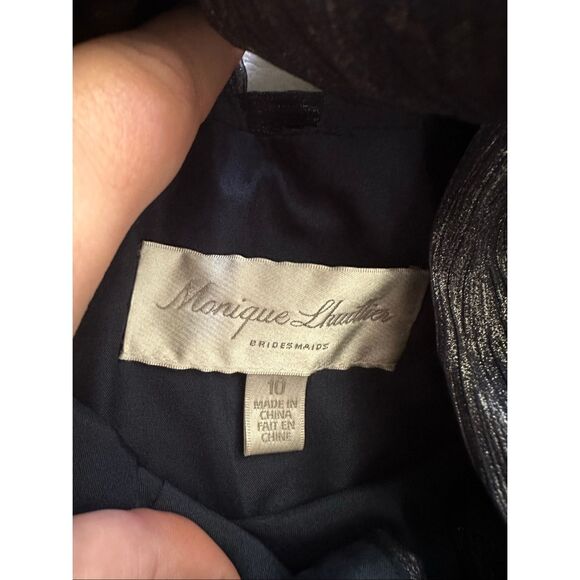 Monique Lhuillier
BRIDESMAIDS
10
MADE IN
CHINA
FAIT EN
CHINE